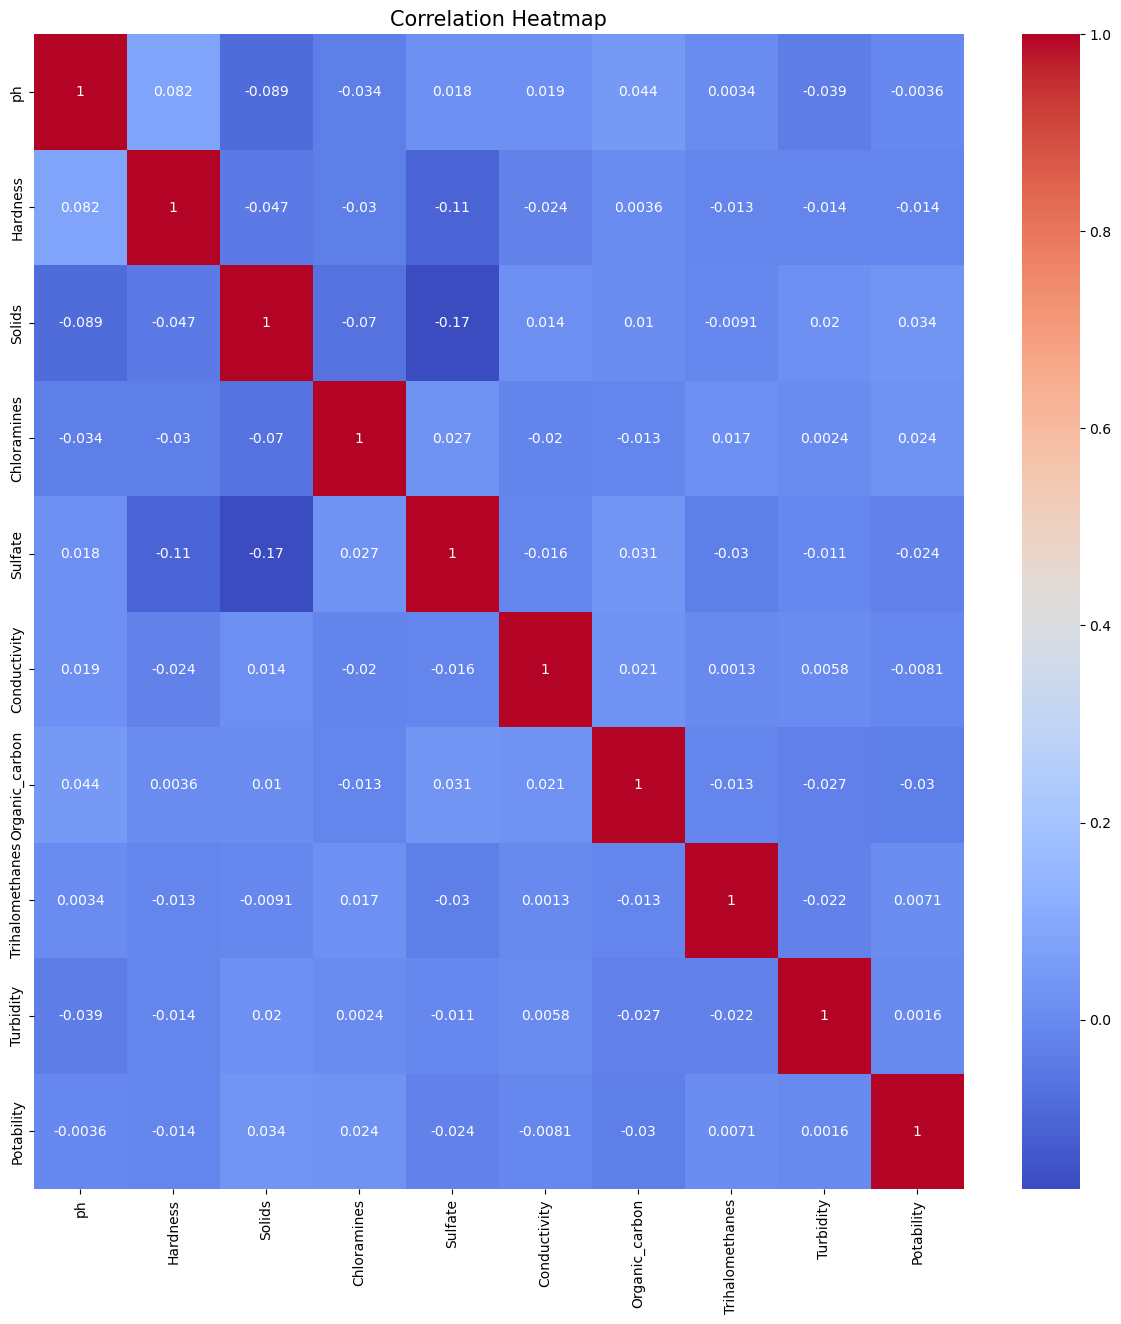 Correlation Heatmap
ph 1 0.082 -0.089 -0.034 0.018 0.019 0.044 0.0034 -0.039 -0.0036
Hardness 0.082 1 -0.047 -0.03 -0.11 -0.024 0.0036 -0.013 -0.014 -0.014
Solids -0.089 -0.047 1 -0.07 -0.17 0.014 0.01 -0.0091 0.02 0.034
Chloramines -0.034 -0.03 -0.07 1 0.027 -0.02 -0.013 0.017 0.0024 0.024
Sulfate 0.018 -0.11 -0.17 0.027 1 -0.016 0.031 -0.03 -0.011 -0.024
Conductivity 0.019 -0.024 0.014 -0.02 -0.016 1 0.021 0.0013 0.0058 -0.0081
Organic_carbon 0.044 0.0036 0.01 -0.013 0.031 0.021 1 -0.013 -0.027 -0.03
Trihalomethanes 0.0034 -0.013 -0.0091 0.017 -0.03 0.0013 -0.013 1 -0.022 0.0071
Turbidity -0.039 -0.014 0.02 0.0024 -0.011 0.0058 -0.027 -0.022 1 0.0016
Potability -0.0036 -0.014 0.034 0.024 -0.024 -0.0081 -0.03 0.0071 0.0016 1
ph Hardness Solids Chloramines Sulfate Conductivity Organic_carbon Trihalomethanes Turbidity Potability
1.0
0.8
0.6
0.4
0.2
0.0